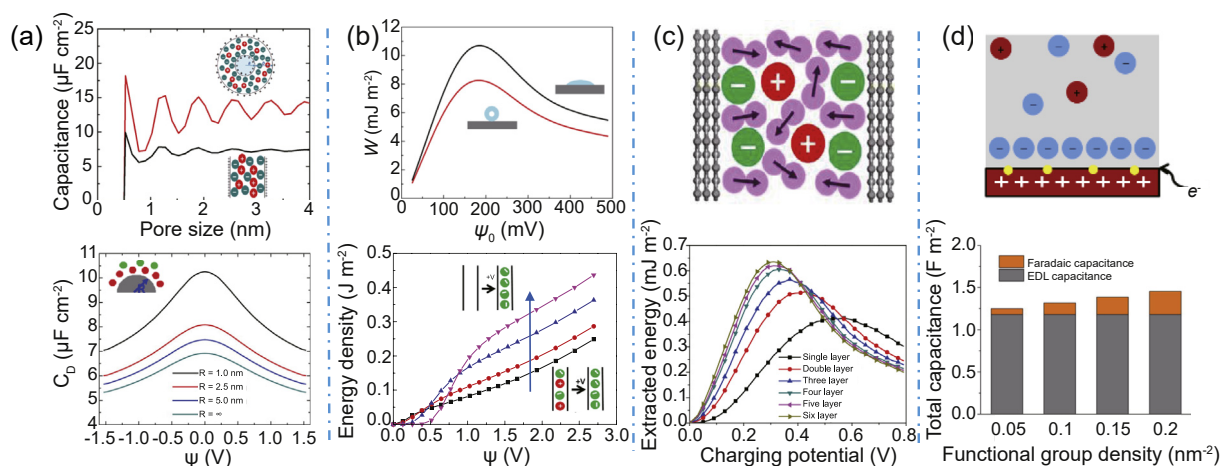 (a)
Capacitance (µF cm⁻²)
25
20
15
10
5
0
0
1
2
3
4
Pore size (nm)
C_D (µF cm⁻²)
11
10
9
8
7
6
5
4
R = 1.0 nm
R = 2.5 nm
R = 5.0 nm
R = ∞
-1.5
-1.0
-0.5
0.0
0.5
1.0
1.5
Ψ (V)
(b)
W (mJ m⁻²)
12
10
8
6
4
2
0
0
100
200
300
400
500
ψ₀ (mV)
Energy density (J m⁻²)
0.5
0.4
0.3
0.2
0.1
0.0
+V
+V
0.0
0.5
1.0
1.5
2.0
2.5
3.0
Ψ (V)
(c)
− + −
− + −
Extracted energy (mJ m⁻²)
0.7
0.6
0.5
0.4
0.3
0.2
0.1
0.0
Single layer
Double layer
Three layer
Four layer
Five layer
Six layer
0.0
0.2
0.4
0.6
0.8
Charging potential (V)
(d)
+ − + −
− +
− − − − − − −
+ + + + + + + +
e⁻
Total capacitance (F m⁻²)
2.0
1.5
1.0
0.5
0.0
Faradaic capacitance
EDL capacitance
0.05
0.1
0.15
0.2
Functional group density (nm⁻²)